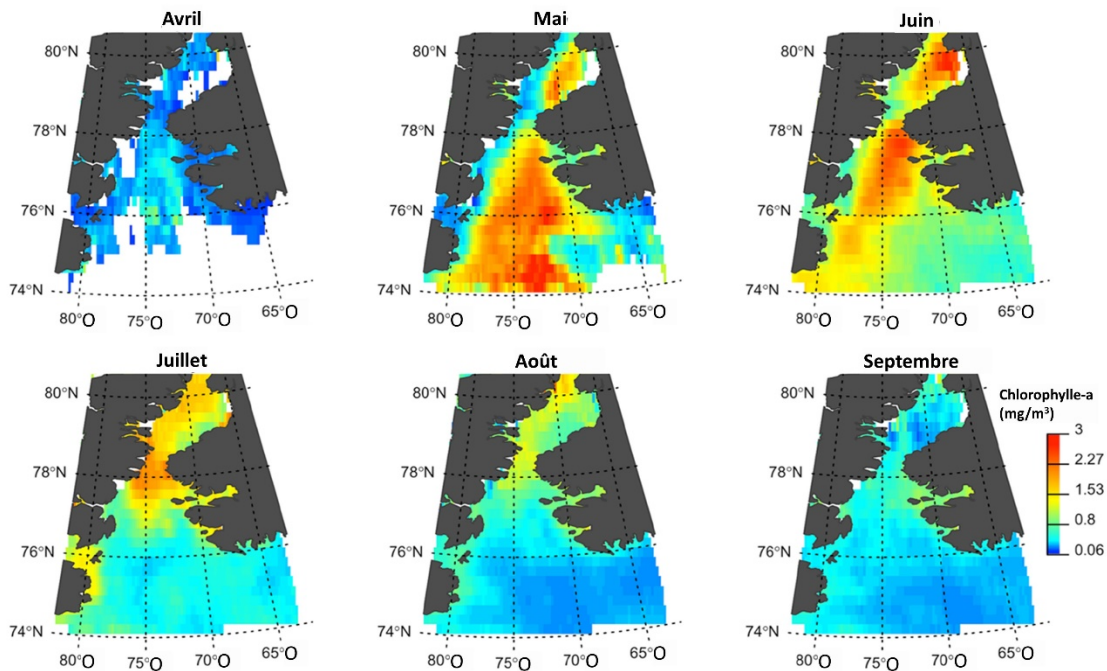 Avril
Mai
Juin
80°N
80°N
80°N
78°N
78°N
78°N
76°N
76°N
76°N
74°N
74°N
74°N
80°O
75°O
70°O
65°O
80°O
75°O
70°O
65°O
80°O
75°O
70°O
65°O
Juillet
Août
Septembre
80°N
80°N
80°N
Chlorophylle-a
(mg/m³)
3
2.27
1.53
0.8
0.06
78°N
78°N
78°N
76°N
76°N
76°N
74°N
74°N
74°N
80°O
75°O
70°O
65°O
80°O
75°O
70°O
65°O
80°O
75°O
70°O
65°O